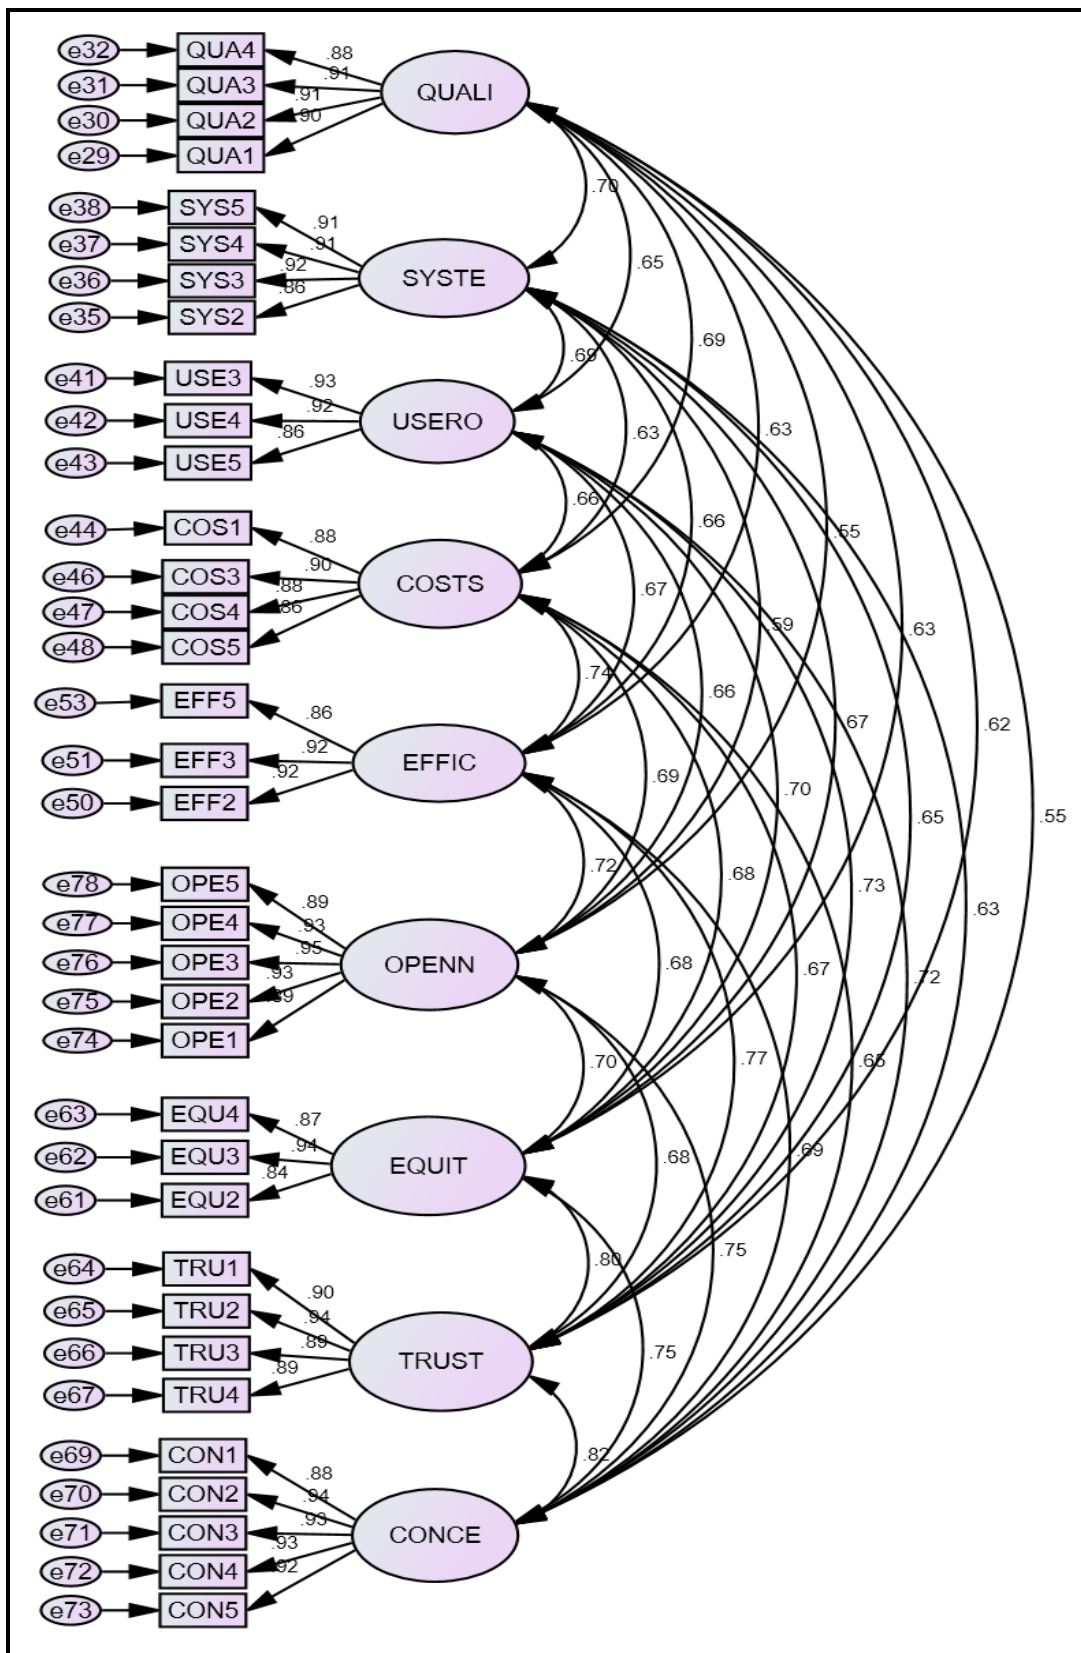 e32 QUA4 .88
e31 QUA3 .91 QUALI
e30 QUA2 .91
e29 QUA1 .90
.70
e38 SYS5 .91
e37 SYS4 .91 .65
e36 SYS3 .92 SYSTE
e35 SYS2 .86
.69 .69
e41 USE3 .93
e42 USE4 .92 USERO .63 .63
e43 USE5 .86
.66 .66 .55
e44 COS1 .88
e46 COS3 .90 COSTS .67
e47 COS4 .88 .59 .63
e48 COS5 .86
.74 .66
e53 EFF5 .86 .67 .62
e51 EFF3 .92 EFFIC .69 .70
e50 EFF2 .92 .65 .55
.72 .68 .73
e78 OPE5 .89
e77 OPE4 .93 .63
e76 OPE3 .95 OPENN .68 .67 .72
e75 OPE2 .93
e74 OPE1 .89
.70 .77 .65
e63 EQU4 .87
e62 EQU3 .94 EQUIT .68 .69
e61 EQU2 .84
.80 .75
e64 TRU1 .90
e65 TRU2 .94
e66 TRU3 .89 TRUST .75
e67 TRU4 .89
.82
e69 CON1 .88
e70 CON2 .94
e71 CON3 .93 CONCE
e72 CON4 .93
e73 CON5 .92